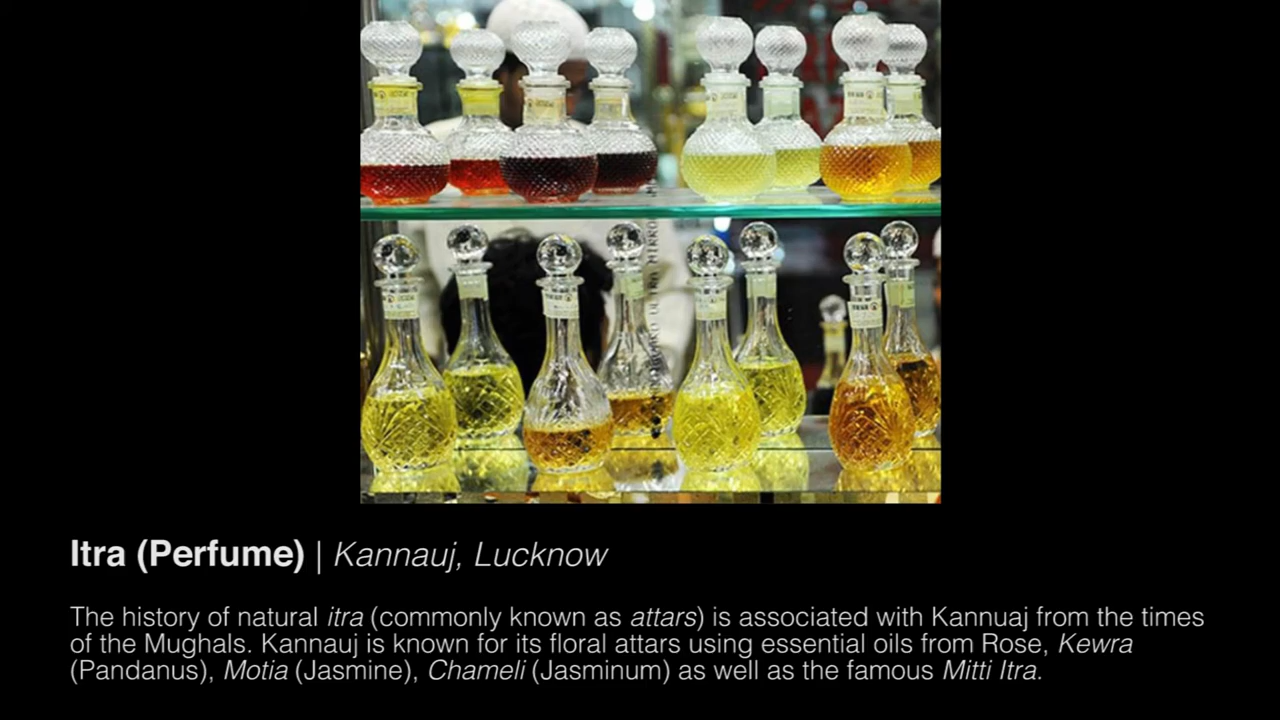 Itra (Perfume) | Kannauj, Lucknow
The history of natural itra (commonly known as attars) is associated with Kannuaj from the times
of the Mughals. Kannauj is known for its floral attars using essential oils from Rose, Kewra
(Pandanus), Motia (Jasmine), Chameli (Jasminum) as well as the famous Mitti Itra.